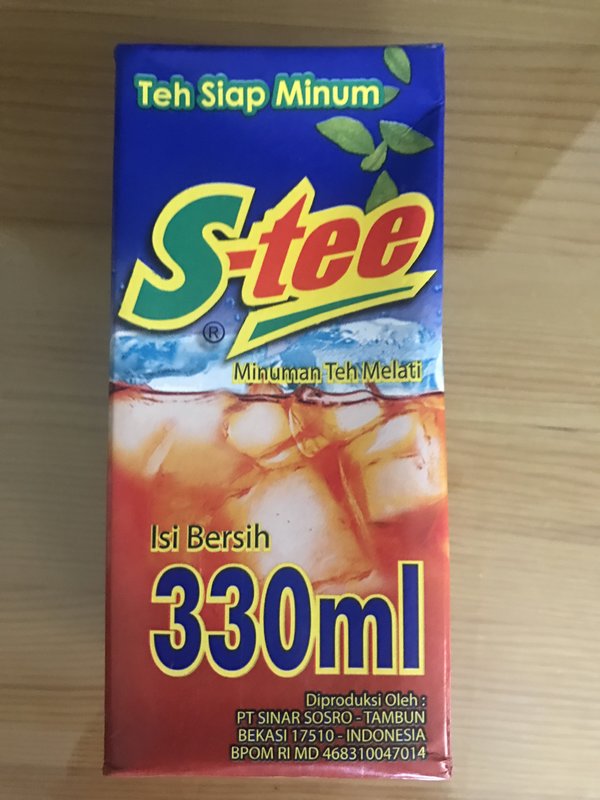 Teh Siap Minum
S-tee
®
Minuman Teh Melati
Isi Bersih
330ml
Diproduksi Oleh :
PT SINAR SOSRO - TAMBUN
BEKASI 17510 - INDONESIA
BPOM RI MD 468310047014